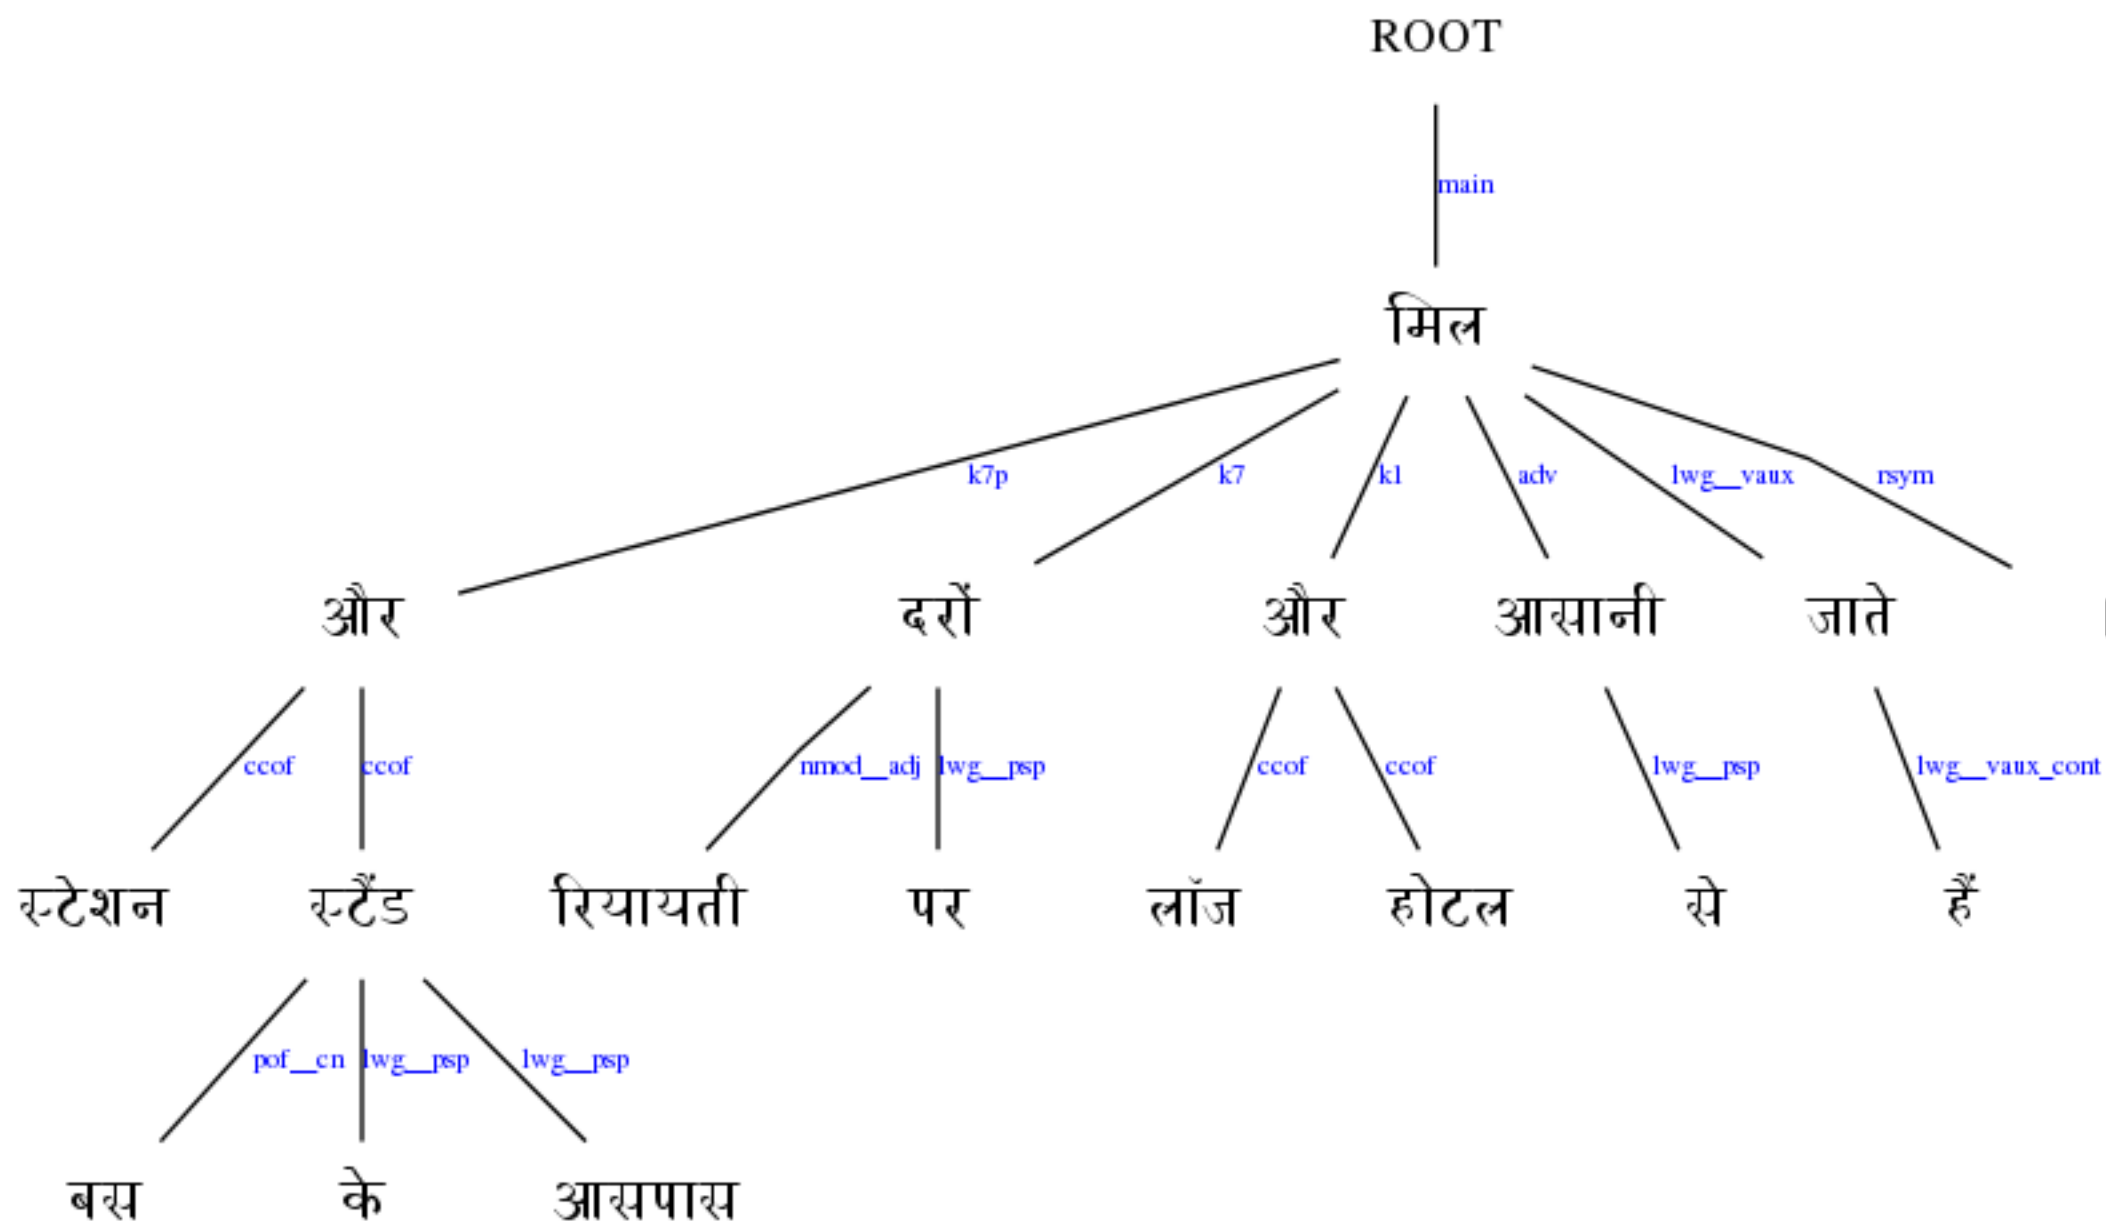 ROOT
main
मिल
k7p k7 k1 adv lwg__vaux rsym
और दरों और आसानी जाते ।
ccof ccof nmod__adj lwg__psp ccof ccof lwg__psp lwg__vaux_cont
स्टेशन स्टैंड रियायती पर लॉज होटल से हैं
pof__cn lwg__psp lwg__psp
बस के आसपास